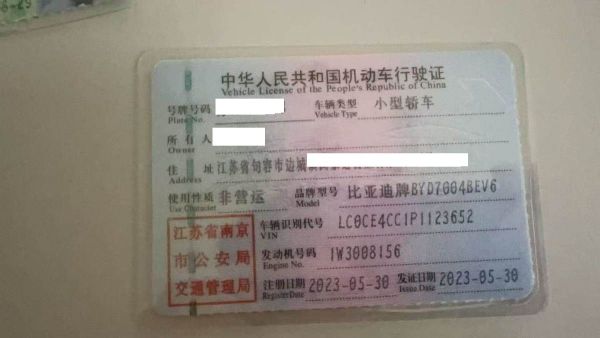 中华人民共和国机动车行驶证
Vehicle License of the People's Republic of China
号牌号码 车辆类型 小型轿车
Plate No. Vehicle Type
所有人
Owner
住 址 江苏省句容市边城
Address
使用性质 非营运 品牌型号 比亚迪牌BYD7004BEV6
Use Character Model
车辆识别代号 LC0CE4CC1P1123652
VIN
发动机号码 1W3008156
Engine No.
注册日期 2023-05-30 发证日期 2023-05-30
Register Date Issue Date
江苏省南京
市公安局
交通管理局